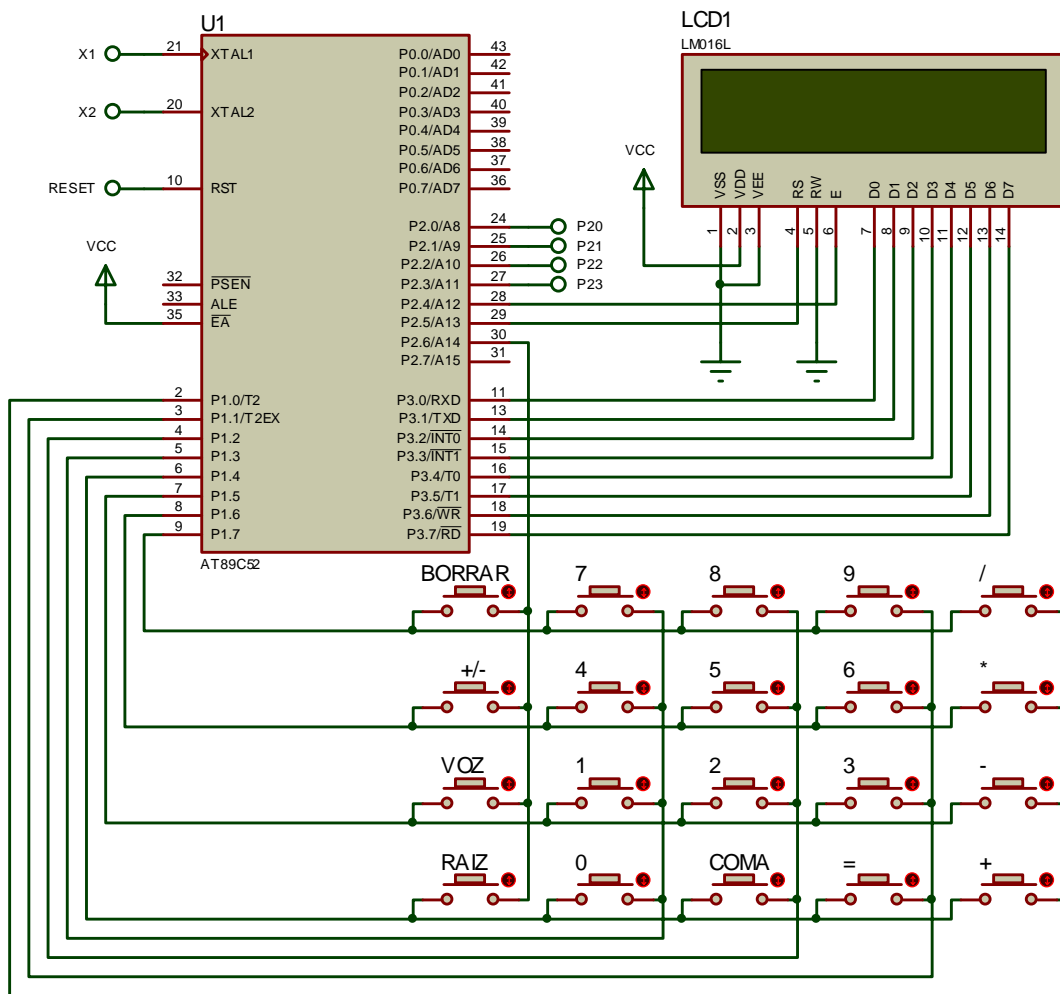 U1
X1
21
XTAL1
X2
20
XTAL2
RESET
10
RST
VCC
32
PSEN
33
ALE
35
EA
2
P1.0/T2
3
P1.1/T2EX
4
P1.2
5
P1.3
6
P1.4
7
P1.5
8
P1.6
9
P1.7
P0.0/AD0
43
P0.1/AD1
42
P0.2/AD2
41
P0.3/AD3
40
P0.4/AD4
39
P0.5/AD5
38
P0.6/AD6
37
P0.7/AD7
36
P2.0/A8
24
P20
P2.1/A9
25
P21
P2.2/A10
26
P22
P2.3/A11
27
P23
P2.4/A12
28
P2.5/A13
29
P2.6/A14
30
P2.7/A15
31
P3.0/RXD
11
P3.1/TXD
13
P3.2/INT0
14
P3.3/INT1
15
P3.4/T0
16
P3.5/T1
17
P3.6/WR
18
P3.7/RD
19
AT89C52
LCD1
LM016L
VCC
VSS VDD VEE RS RW E D0 D1 D2 D3 D4 D5 D6 D7
1 2 3 4 5 6 7 8 9 10 11 12 13 14
BORRAR 7 8 9 /
+/- 4 5 6 *
VOZ 1 2 3 -
RAIZ 0 COMA = +